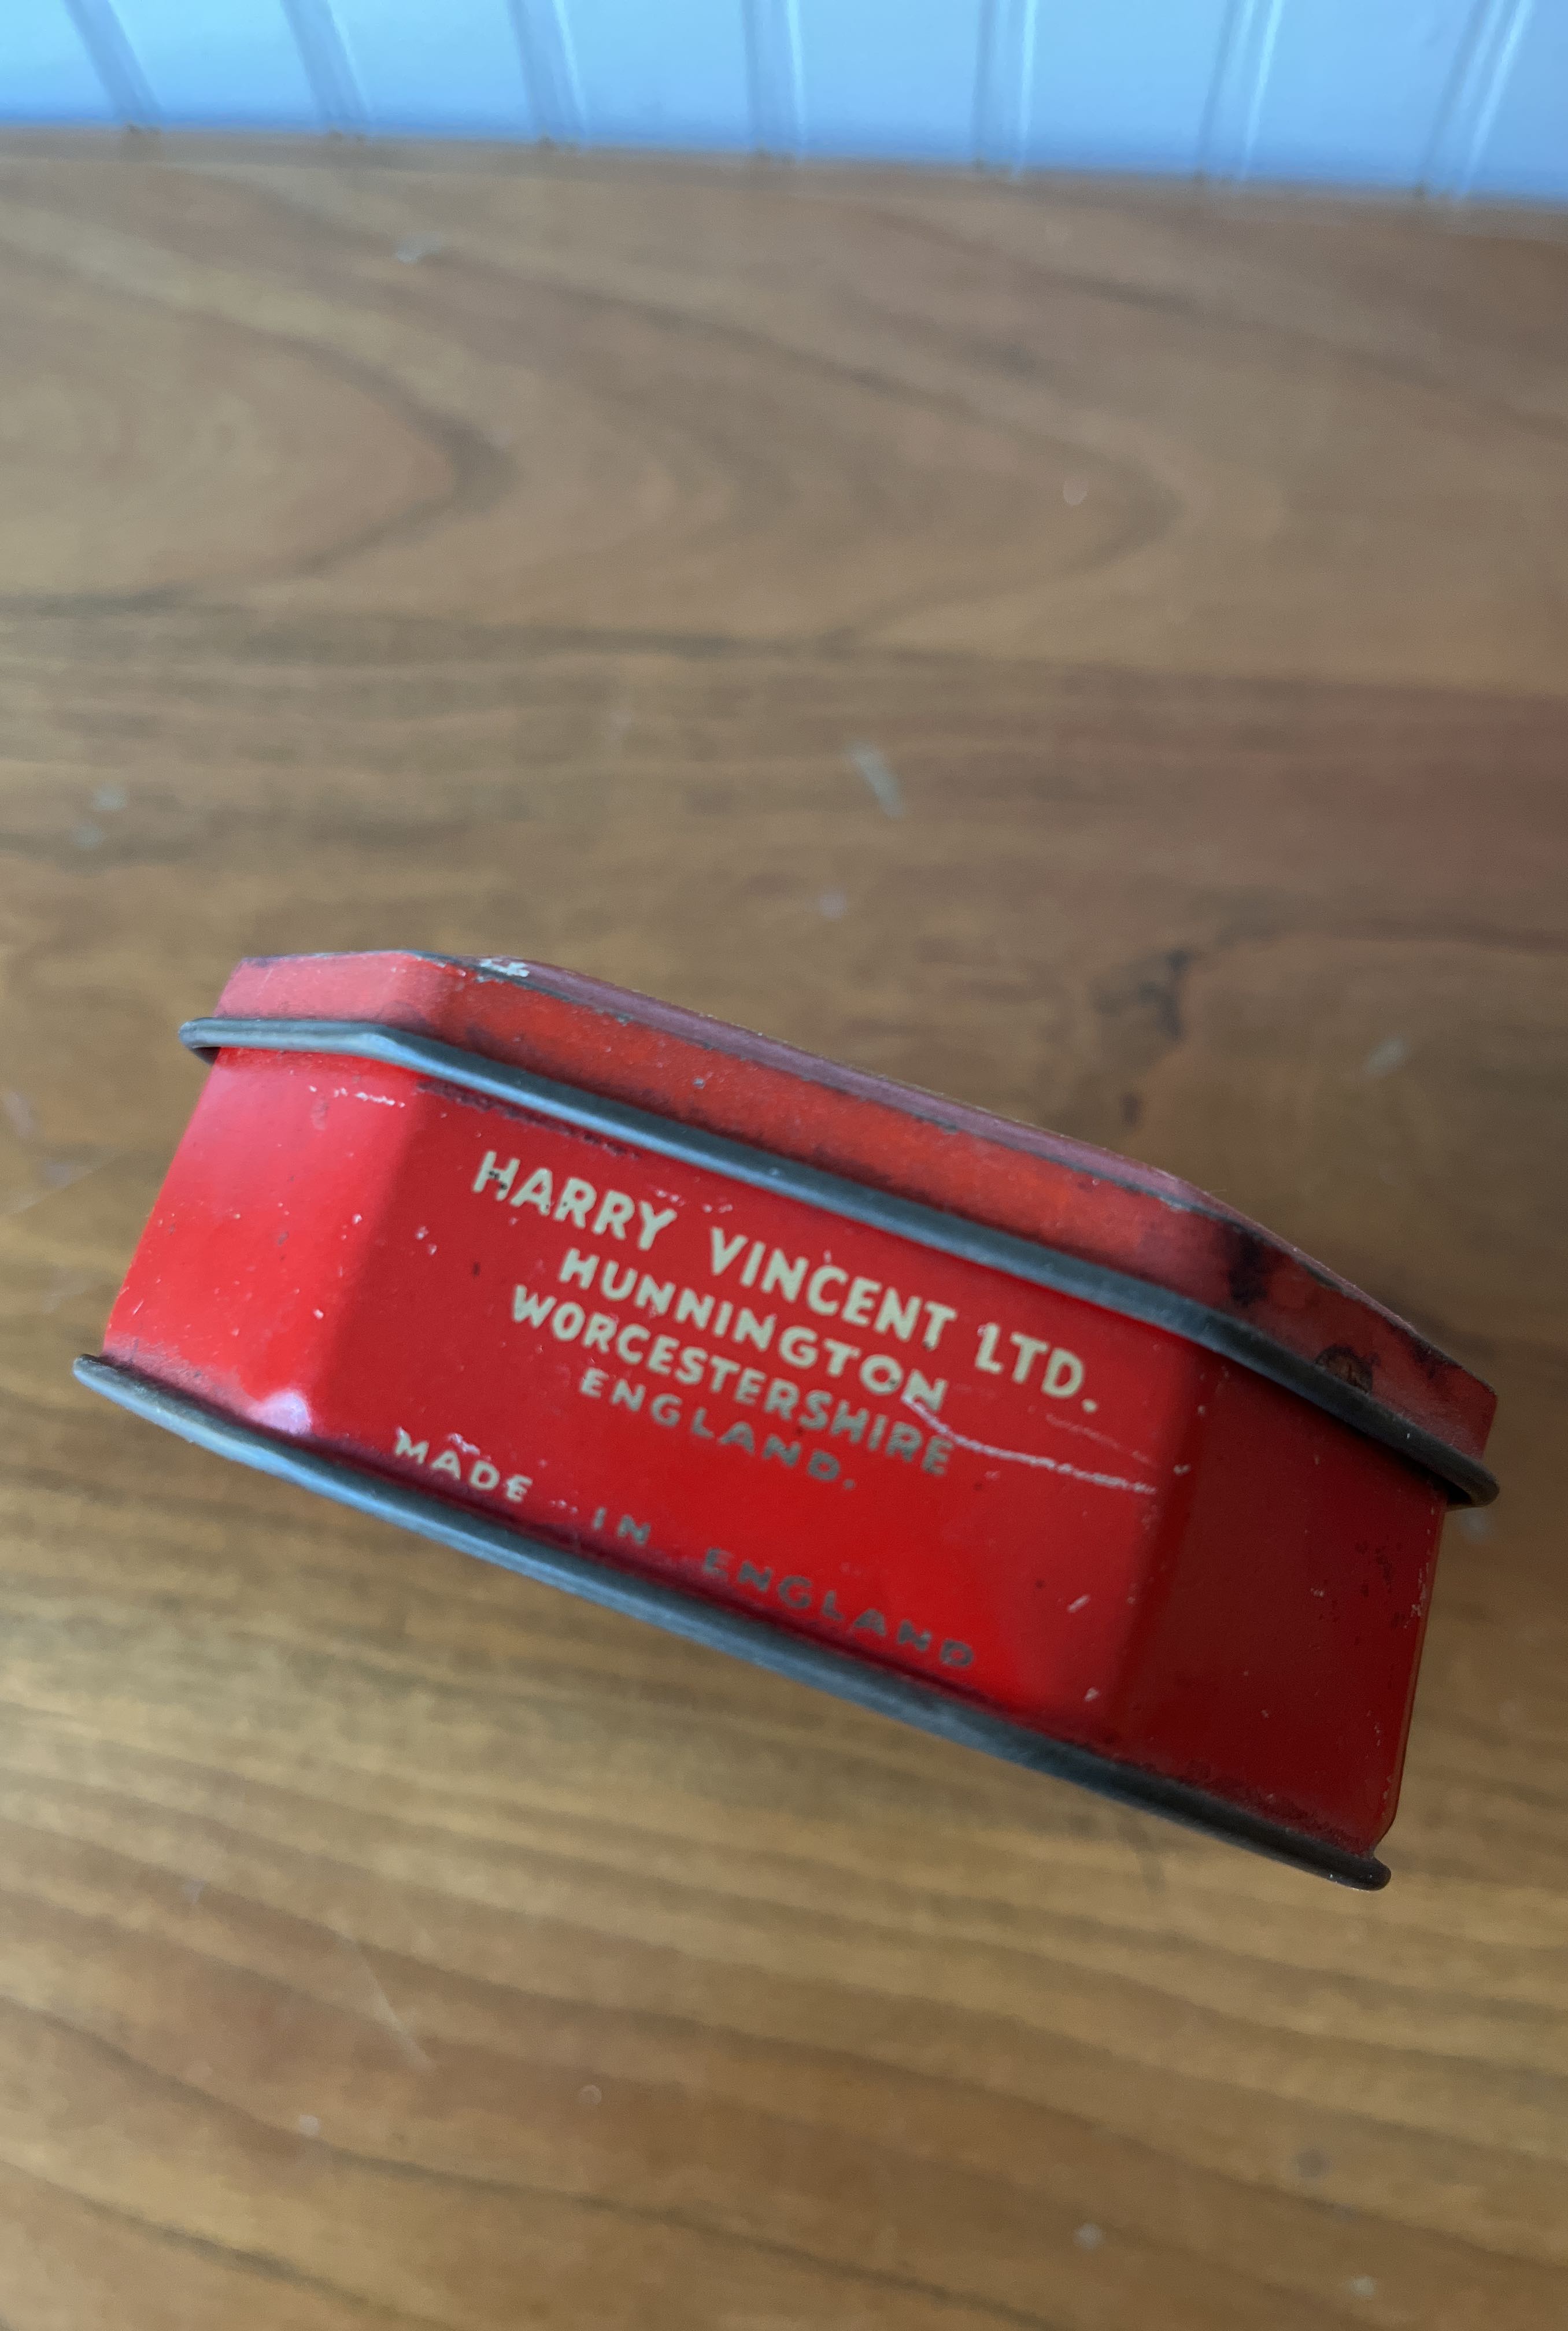 HARRY VINCENT LTD.
HUNNINGTON
WORCESTERSHIRE
ENGLAND.
MADE IN ENGLAND